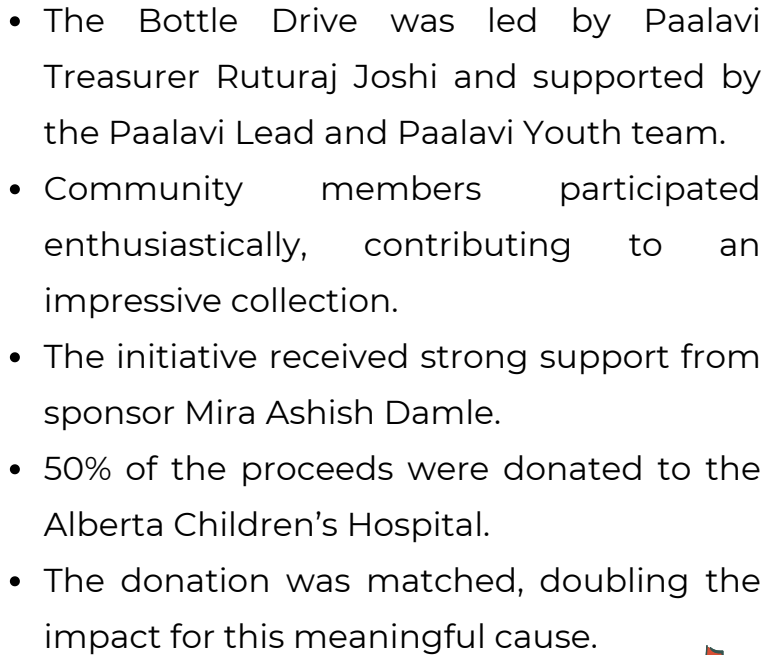 • The Bottle Drive was led by Paalavi
Treasurer Ruturaj Joshi and supported by
the Paalavi Lead and Paalavi Youth team.
• Community members participated
enthusiastically, contributing to an
impressive collection.
• The initiative received strong support from
sponsor Mira Ashish Damle.
• 50% of the proceeds were donated to the
Alberta Children’s Hospital.
• The donation was matched, doubling the
impact for this meaningful cause.